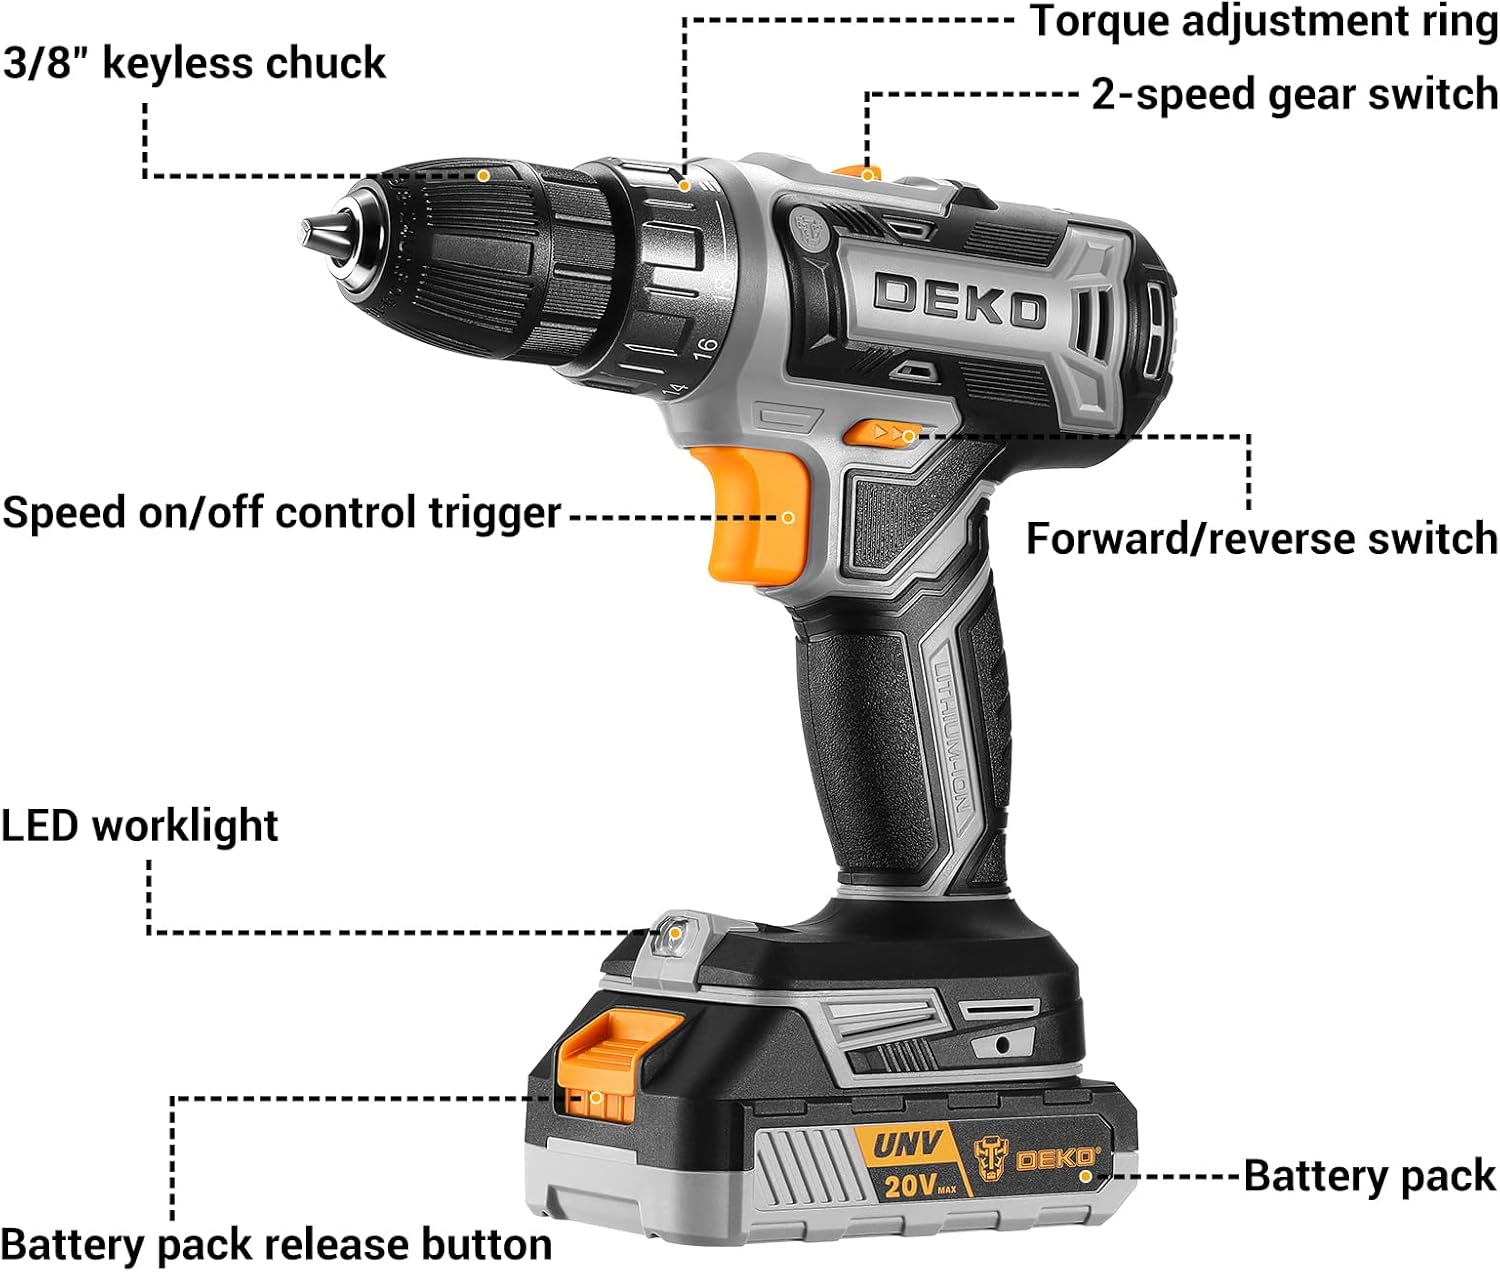 Torque adjustment ring
3/8" keyless chuck
2-speed gear switch
DEKO
18
16
14
Speed on/off control trigger
Forward/reverse switch
LITHIUM-ION
LED worklight
UNV
20V MAX
DEKO®
Battery pack
Battery pack release button